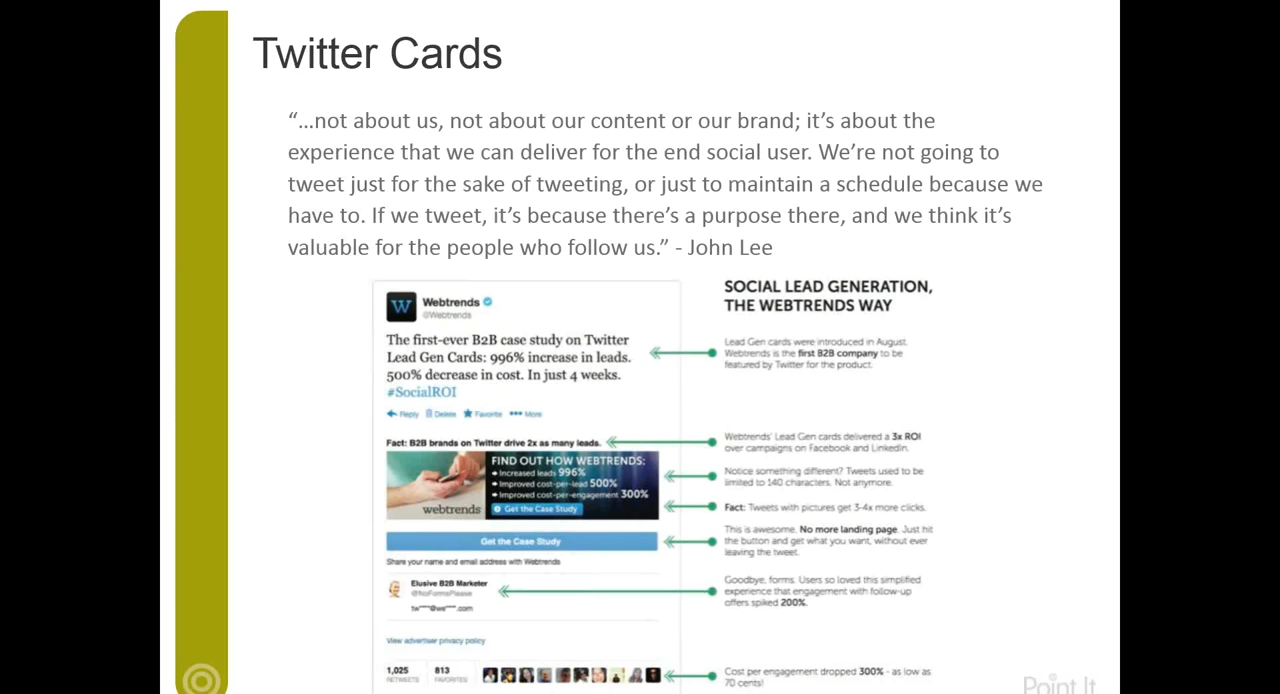 Twitter Cards
“…not about us, not about our content or our brand; it’s about the
experience that we can deliver for the end social user. We’re not going to
tweet just for the sake of tweeting, or just to maintain a schedule because we
have to. If we tweet, it’s because there’s a purpose there, and we think it’s
valuable for the people who follow us.” - John Lee
W
Webtrends
@Webtrends
The first-ever B2B case study on Twitter
Lead Gen Cards: 996% increase in leads.
500% decrease in cost. In just 4 weeks.
#SocialROI
Reply Delete Favorite More
Fact: B2B brands on Twitter drive 2x as many leads.
FIND OUT HOW WEBTRENDS:
Increased leads 996%
Improved cost-per-lead 500%
Improved cost-per-engagement 300%
webtrends
Get the Case Study
Get the Case Study
Share your name and email address with Webtrends
Elusive B2B Marketer
@NoFormsPlease
tw****@we****.com
View advertiser privacy policy
1,025 813
RETWEETS FAVORITES
SOCIAL LEAD GENERATION,
THE WEBTRENDS WAY
Lead Gen cards were introduced in August.
Webtrends is the first B2B company to be
featured by Twitter for the product.
Webtrends' Lead Gen cards delivered a 3x ROI
over campaigns on Facebook and LinkedIn.
Notice something different? Tweets used to be
limited to 140 characters. Not anymore.
Fact: Tweets with pictures get 3-4x more clicks.
This is awesome. No more landing page. Just hit
the button and get what you want, without ever
leaving the tweet.
Goodbye, forms. Users so loved this simplified
experience that engagement with follow-up
offers spiked 200%.
Cost per engagement dropped 300% - as low as
70 cents!
Point It